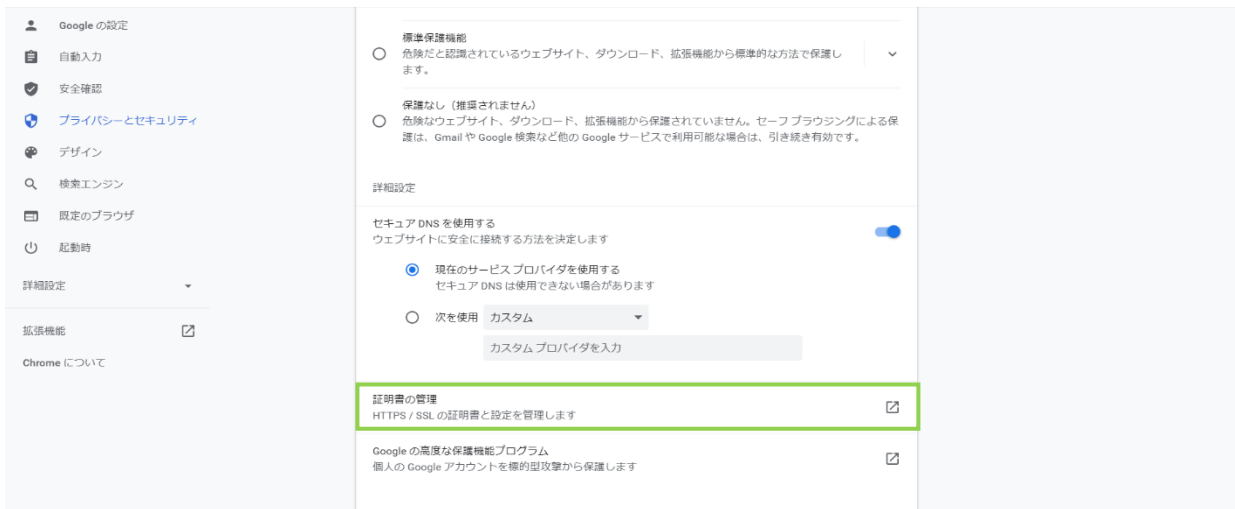 Google の設定
自動入力
安全確認
プライバシーとセキュリティ
デザイン
検索エンジン
既定のブラウザ
起動時
詳細設定
拡張機能
Chrome について
標準保護機能
危険だと認識されているウェブサイト、ダウンロード、拡張機能から標準的な方法で保護し
ます。
保護なし（推奨されません）
危険なウェブサイト、ダウンロード、拡張機能から保護されていません。セーフ ブラウジングによる保
護は、Gmail や Google 検索など他の Google サービスで利用可能な場合は、引き続き有効です。
詳細設定
セキュア DNS を使用する
ウェブサイトに安全に接続する方法を決定します
現在のサービス プロバイダを使用する
セキュア DNS は使用できない場合があります
次を使用 カスタム
カスタム プロバイダを入力
証明書の管理
HTTPS / SSL の証明書と設定を管理します
Google の高度な保護機能プログラム
個人の Google アカウントを標的型攻撃から保護します